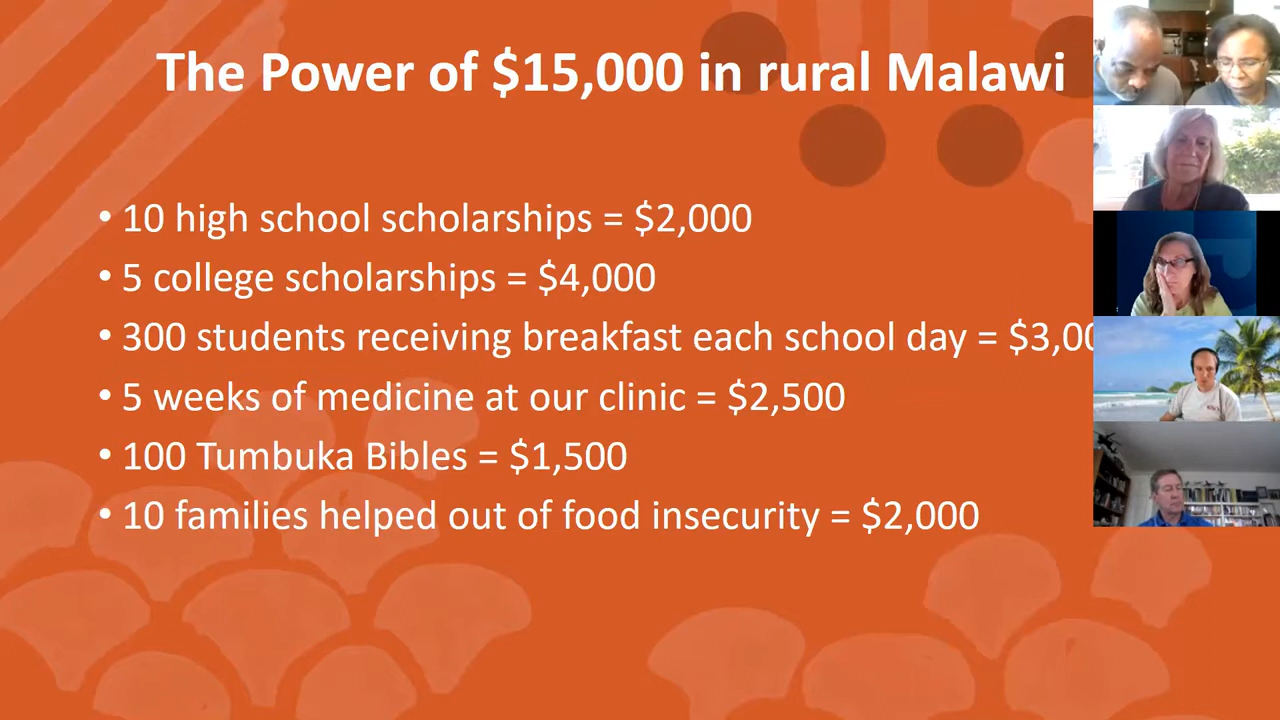 The Power of $15,000 in rural Malawi
• 10 high school scholarships = $2,000
• 5 college scholarships = $4,000
• 300 students receiving breakfast each school day = $3,00
• 5 weeks of medicine at our clinic = $2,500
• 100 Tumbuka Bibles = $1,500
• 10 families helped out of food insecurity = $2,000